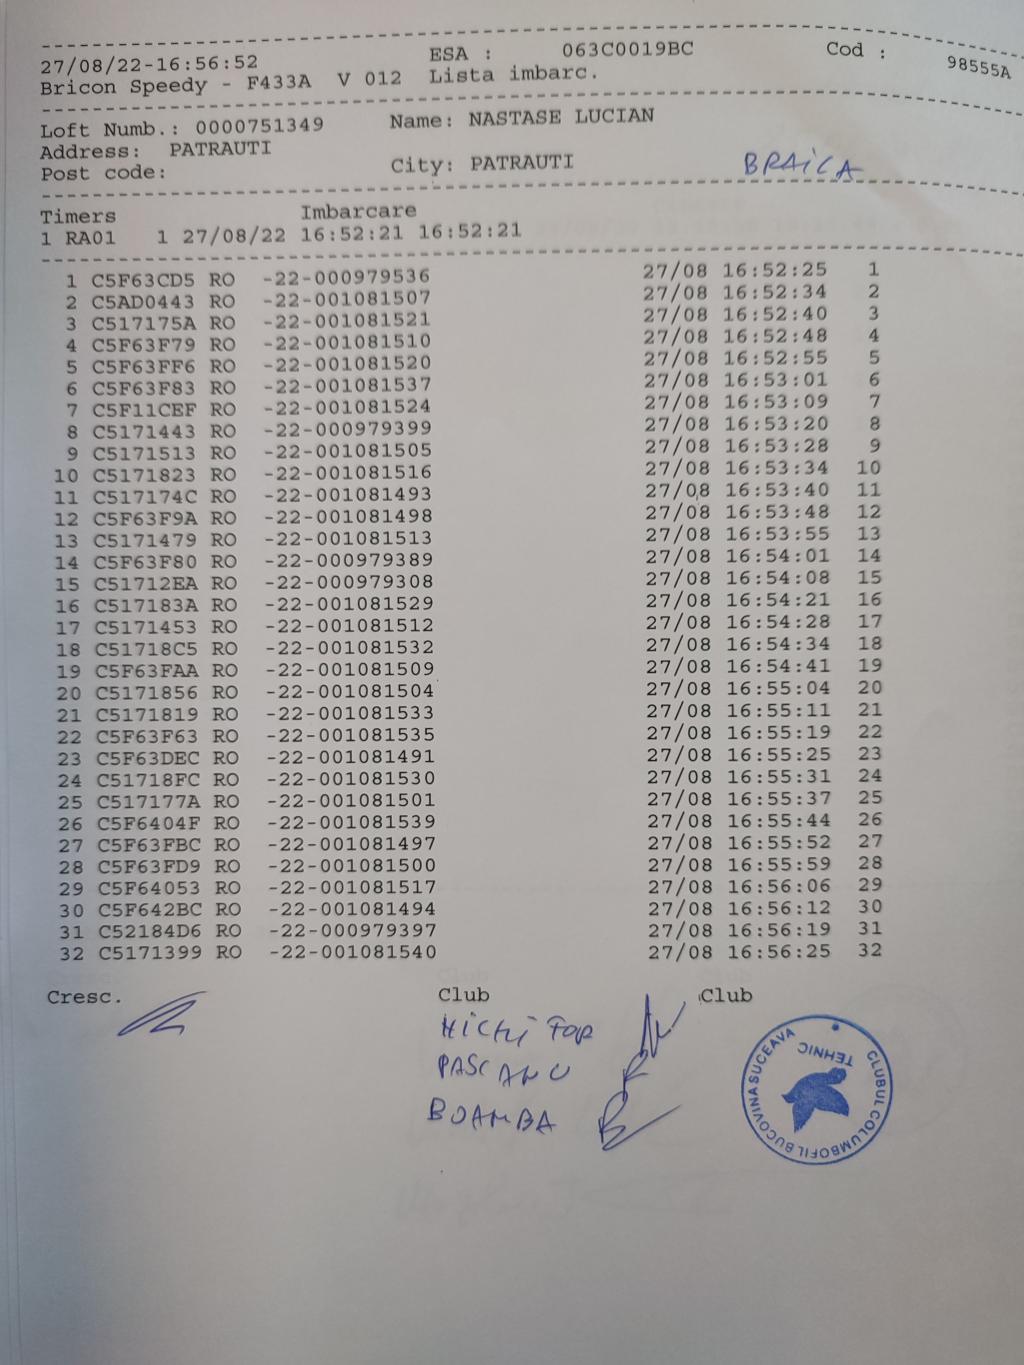 27/08/22-16:56:52 ESA : 063C0019BC Cod : 98555A
Bricon Speedy - F433A V 012 Lista imbarc.
Loft Numb.: 0000751349 Name: NASTASE LUCIAN
Address: PATRAUTI
Post code: City: PATRAUTI BRAILA
Timers Imbarcare
1 RA01 1 27/08/22 16:52:21 16:52:21
1 C5F63CD5 RO -22-000979536 27/08 16:52:25 1
2 C5AD0443 RO -22-001081507 27/08 16:52:34 2
3 C517175A RO -22-001081521 27/08 16:52:40 3
4 C5F63F79 RO -22-001081510 27/08 16:52:48 4
5 C5F63FF6 RO -22-001081520 27/08 16:52:55 5
6 C5F63F83 RO -22-001081537 27/08 16:53:01 6
7 C5F11CEF RO -22-001081524 27/08 16:53:09 7
8 C5171443 RO -22-000979399 27/08 16:53:20 8
9 C5171513 RO -22-001081505 27/08 16:53:28 9
10 C5171823 RO -22-001081516 27/08 16:53:34 10
11 C517174C RO -22-001081493 27/08 16:53:40 11
12 C5F63F9A RO -22-001081498 27/08 16:53:48 12
13 C5171479 RO -22-001081513 27/08 16:53:55 13
14 C5F63F80 RO -22-000979389 27/08 16:54:01 14
15 C51712EA RO -22-000979308 27/08 16:54:08 15
16 C517183A RO -22-001081529 27/08 16:54:21 16
17 C5171453 RO -22-001081512 27/08 16:54:28 17
18 C51718C5 RO -22-001081532 27/08 16:54:34 18
19 C5F63FAA RO -22-001081509 27/08 16:54:41 19
20 C5171856 RO -22-001081504 27/08 16:55:04 20
21 C5171819 RO -22-001081533 27/08 16:55:11 21
22 C5F63F63 RO -22-001081535 27/08 16:55:19 22
23 C5F63DEC RO -22-001081491 27/08 16:55:25 23
24 C51718FC RO -22-001081530 27/08 16:55:31 24
25 C517177A RO -22-001081501 27/08 16:55:37 25
26 C5F6404F RO -22-001081539 27/08 16:55:44 26
27 C5F63FBC RO -22-001081497 27/08 16:55:52 27
28 C5F63FD9 RO -22-001081500 27/08 16:55:59 28
29 C5F64053 RO -22-001081517 27/08 16:56:06 29
30 C5F642BC RO -22-001081494 27/08 16:56:12 30
31 C52184D6 RO -22-000979397 27/08 16:56:19 31
32 C5171399 RO -22-001081540 27/08 16:56:25 32
Cresc. Club Club
PASCANU
BOAMBA
CLUBUL COLUMBOFIL BUCOVINA SUCEAVA
TEHNIC